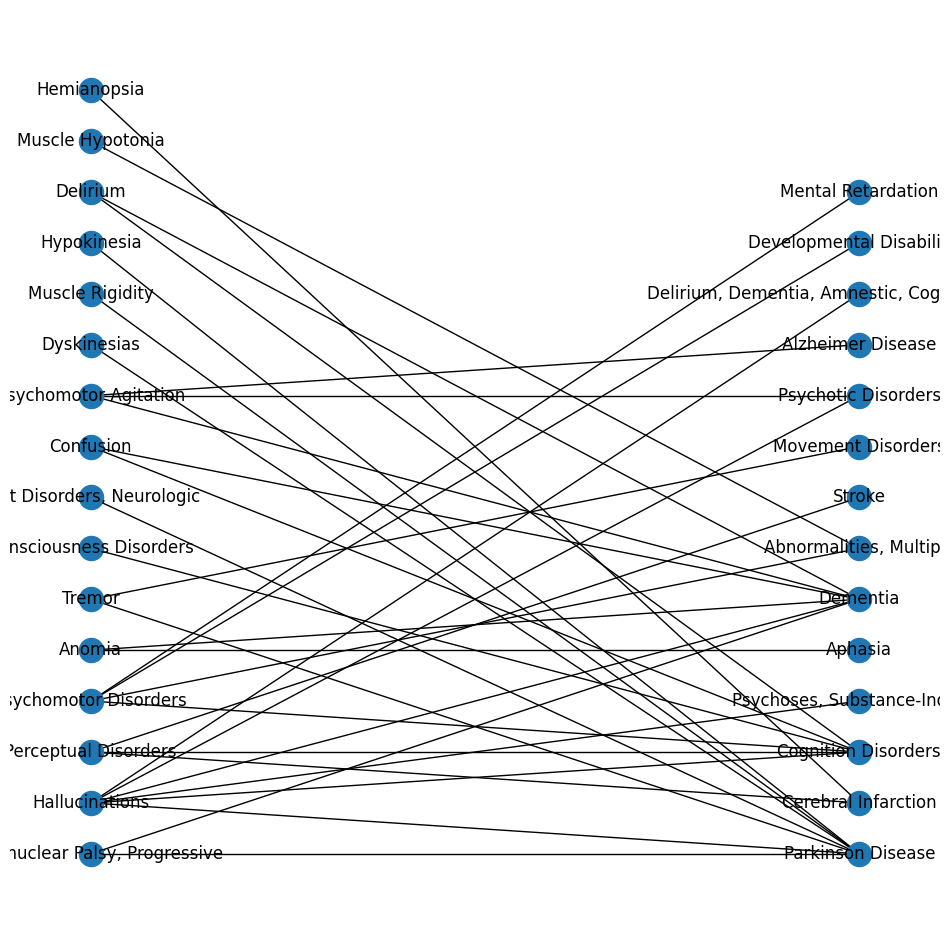 Hemianopsia
Muscle Hypotonia
Delirium
Hypokinesia
Muscle Rigidity
Dyskinesias
sychomotor Agitation
Confusion
t Disorders, Neurologic
nsciousness Disorders
Tremor
Anomia
sychomotor Disorders
Perceptual Disorders
Hallucinations
nuclear Palsy, Progressive
Mental Retardation
Developmental Disabili
Delirium, Dementia, Amnestic, Cog
Alzheimer Disease
Psychotic Disorders
Movement Disorders
Stroke
Abnormalities, Multip
Dementia
Aphasia
Psychoses, Substance-Ind
Cognition Disorders
Cerebral Infarction
Parkinson Disease